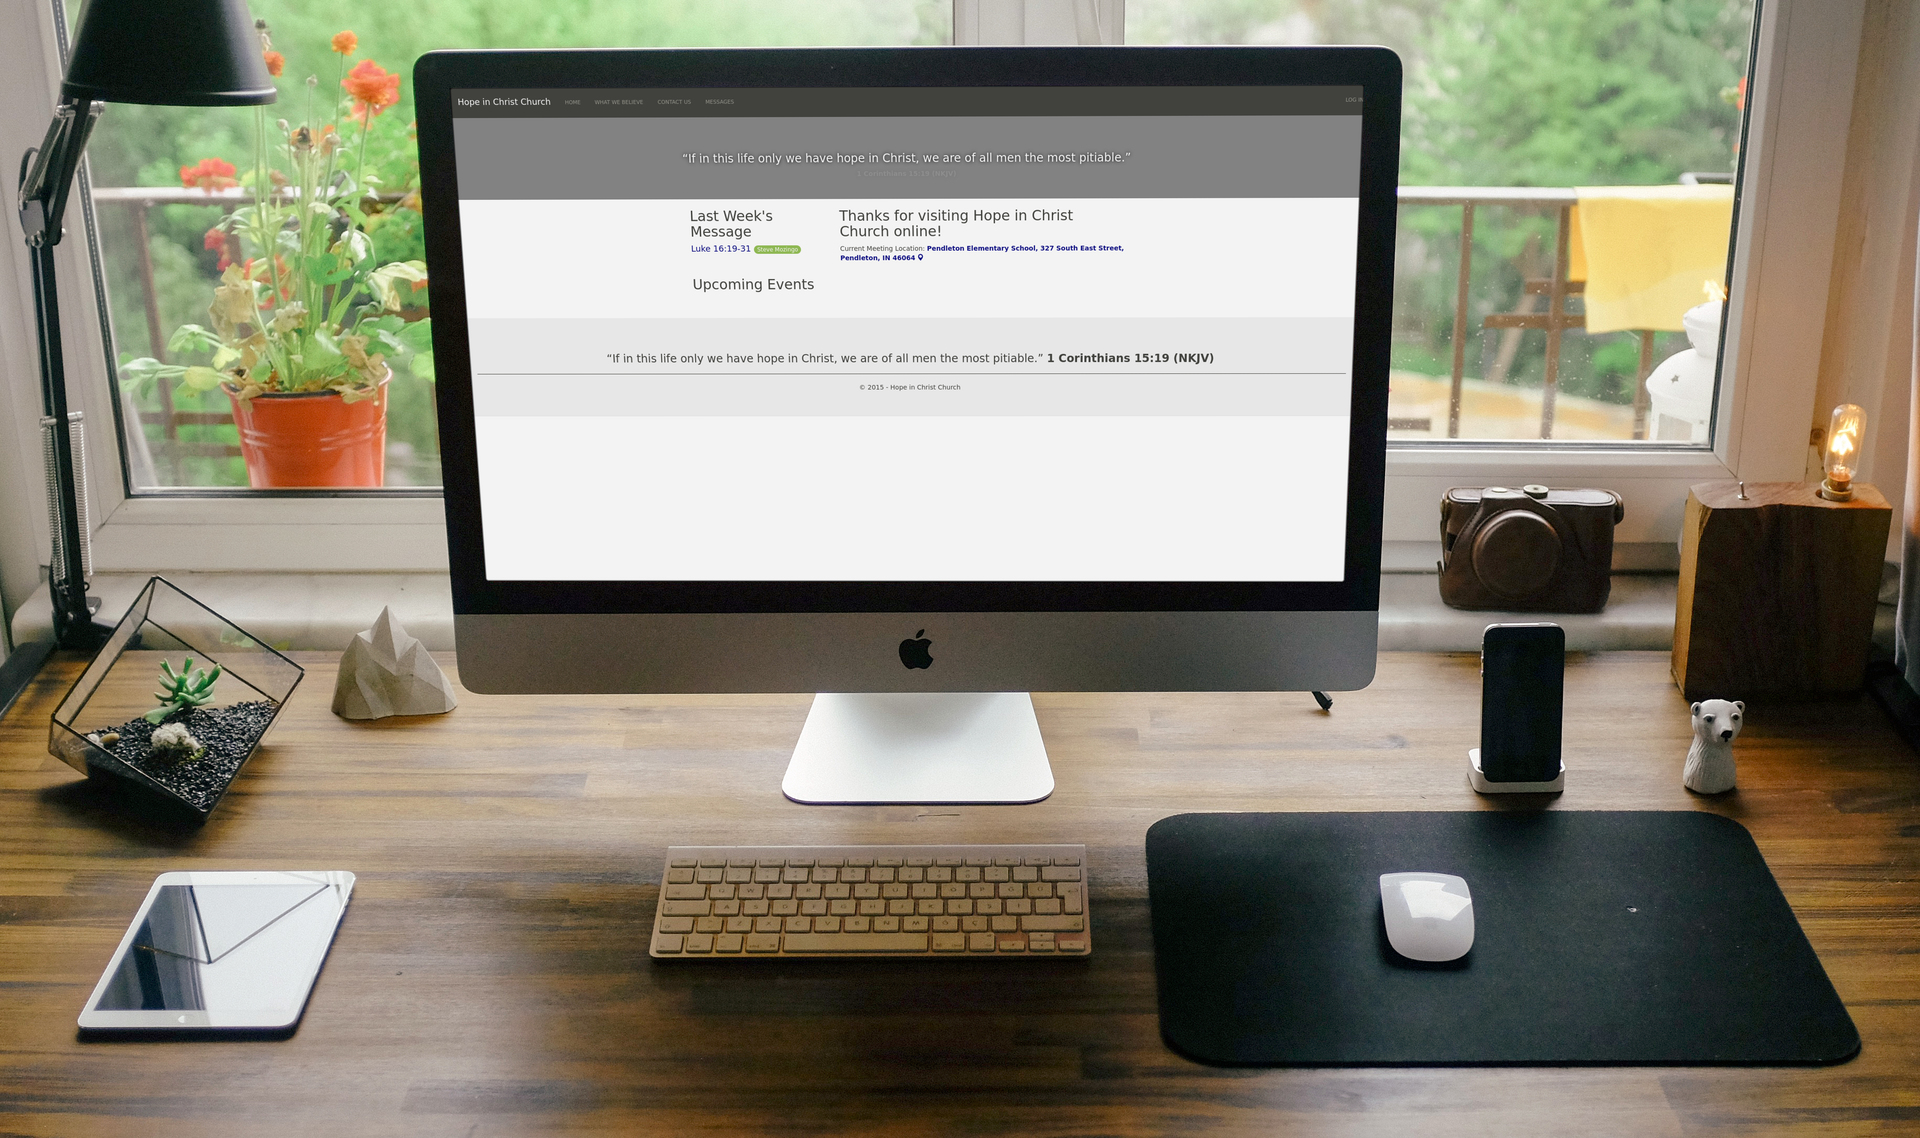 Hope in Christ Church HOME WHAT WE BELIEVE CONTACT US MESSAGES LOG IN
“If in this life only we have hope in Christ, we are of all men the most pitiable.”
1 Corinthians 15:19 (NKJV)
Last Week's
Message
Luke 16:19-31 Steve Mozingo
Upcoming Events
Thanks for visiting Hope in Christ
Church online!
Current Meeting Location: Pendleton Elementary School, 327 South East Street,
Pendleton, IN 46064
“If in this life only we have hope in Christ, we are of all men the most pitiable.” 1 Corinthians 15:19 (NKJV)
© 2015 - Hope in Christ Church